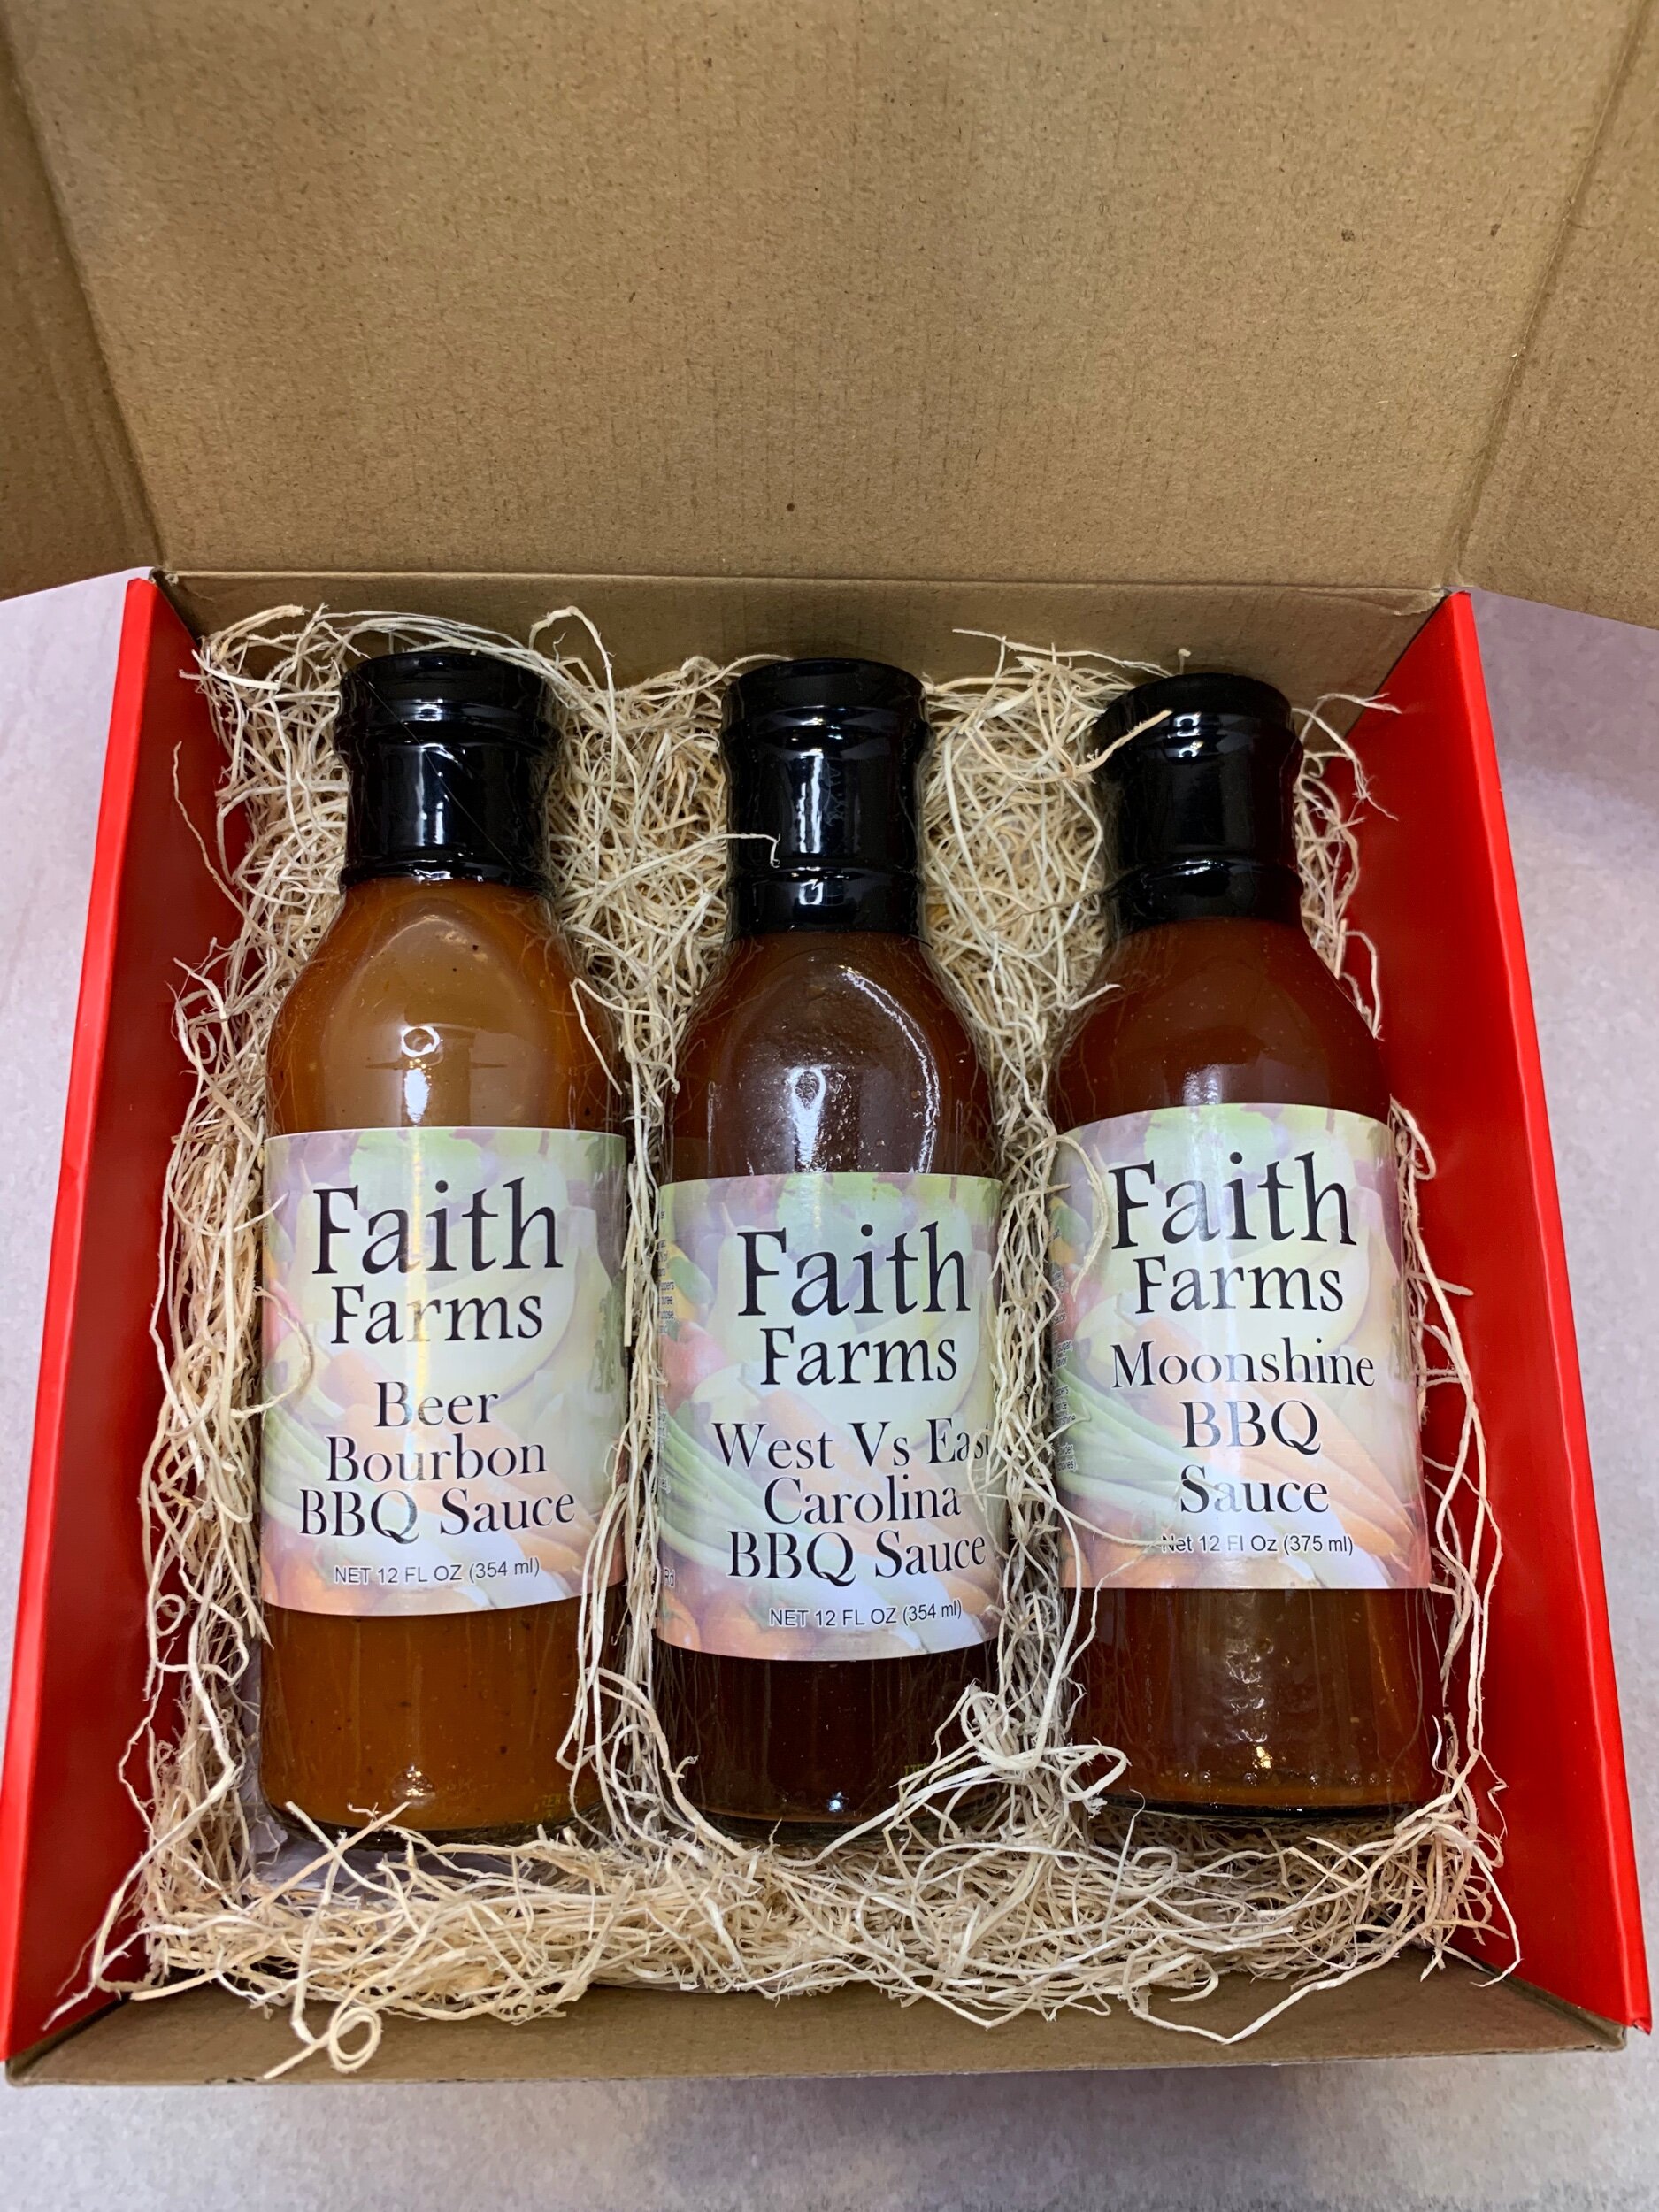 Faith
Farms
Beer
Bourbon
BBQ Sauce
NET 12 FL OZ (354 ml)
Faith
Farms
West Vs East
Carolina
BBQ Sauce
NET 12 FL OZ (354 ml)
Faith
Farms
Moonshine
BBQ
Sauce
Net 12 Fl Oz (375 ml)